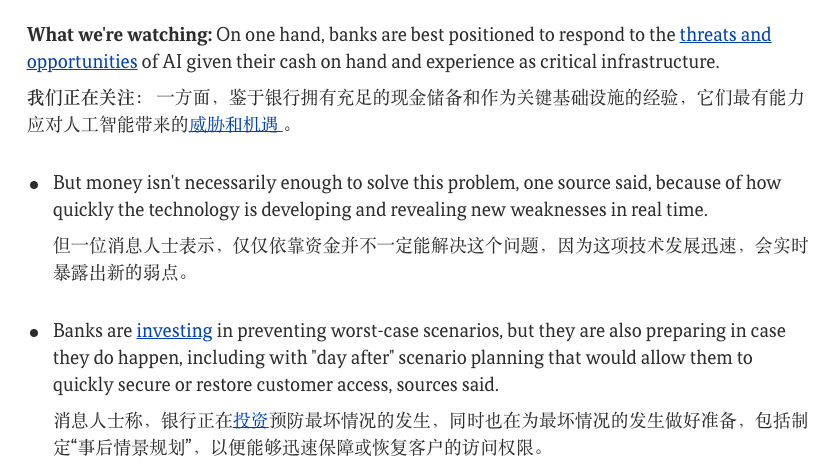 What we're watching: On one hand, banks are best positioned to respond to the threats and
opportunities of AI given their cash on hand and experience as critical infrastructure.
我们正在关注： 一方面，鉴于银行拥有充足的现金储备和作为关键基础设施的经验，它们最有能力
应对人工智能带来的威胁和机遇 。
● But money isn't necessarily enough to solve this problem, one source said, because of how
quickly the technology is developing and revealing new weaknesses in real time.
但一位消息人士表示，仅仅依靠资金并不一定能解决这个问题，因为这项技术发展迅速，会实时
暴露出新的弱点。
● Banks are investing in preventing worst-case scenarios, but they are also preparing in case
they do happen, including with "day after" scenario planning that would allow them to
quickly secure or restore customer access, sources said.
消息人士称，银行正在投资预防最坏情况的发生，同时也在为最坏情况的发生做好准备，包括制
定“事后情景规划”，以便能够迅速保障或恢复客户的访问权限。